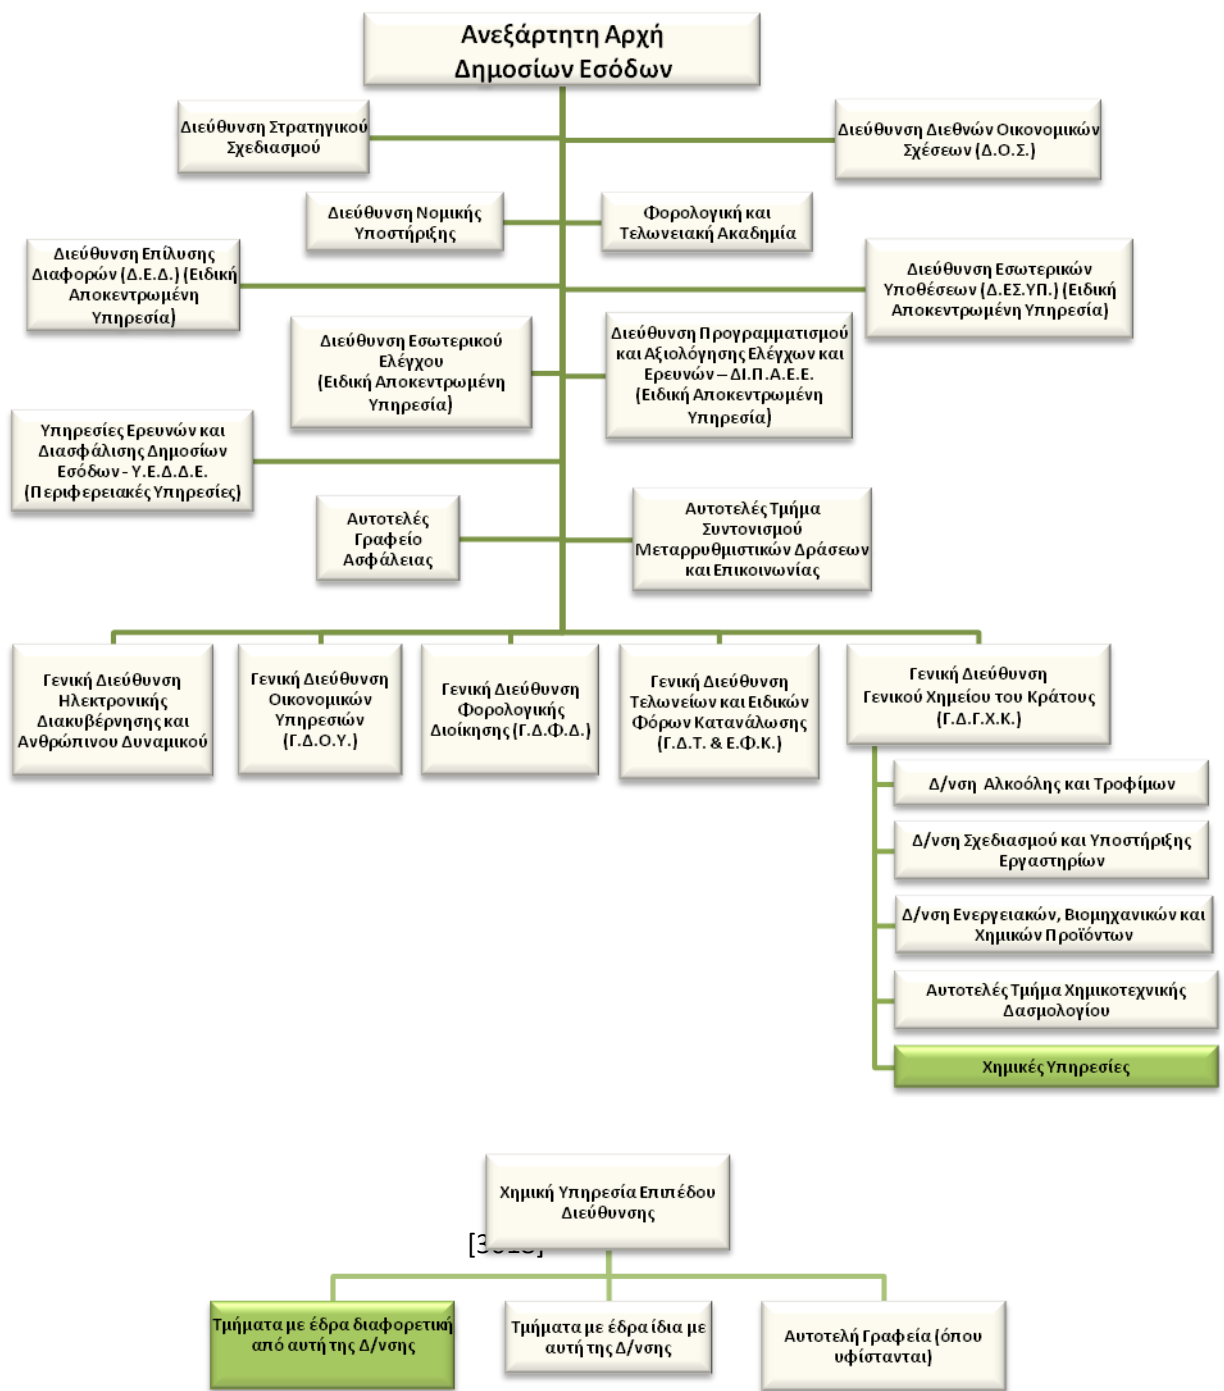 Ανεξάρτητη Αρχή
Δημοσίων Εσόδων
Διεύθυνση Στρατηγικού
Σχεδιασμού
Διεύθυνση Διεθνών Οικονομικών
Σχέσεων (Δ.Ο.Σ.)
Διεύθυνση Νομικής
Υποστήριξης
Φορολογική και
Τελωνειακή Ακαδημία
Διεύθυνση Επίλυσης
Διαφορών (Δ.Ε.Δ.) (Ειδική
Αποκεντρωμένη
Υπηρεσία)
Διεύθυνση Εσωτερικών
Υποθέσεων (Δ.ΕΣ.ΥΠ.) (Ειδική
Αποκεντρωμένη Υπηρεσία)
Διεύθυνση Εσωτερικού
Ελέγχου
(Ειδική Αποκεντρωμένη
Υπηρεσία)
Διεύθυνση Προγραμματισμού
και Αξιολόγησης Ελέγχων και
Ερευνών – ΔΙ.Π.Α.Ε.Ε.
(Ειδική Αποκεντρωμένη
Υπηρεσία)
Υπηρεσίες Ερευνών και
Διασφάλισης Δημοσίων
Εσόδων - Υ.Ε.Δ.Δ.Ε.
(Περιφερειακές Υπηρεσίες)
Αυτοτελές
Γραφείο
Ασφάλειας
Αυτοτελές Τμήμα
Συντονισμού
Μεταρρυθμιστικών Δράσεων
και Επικοινωνίας
Γενική Διεύθυνση
Ηλεκτρονικής
Διακυβέρνησης και
Ανθρώπινου Δυναμικού
Γενική Διεύθυνση
Οικονομικών
Υπηρεσιών
(Γ.Δ.Ο.Υ.)
Γενική Διεύθυνση
Φορολογικής
Διοίκησης (Γ.Δ.Φ.Δ.)
Γενική Διεύθυνση
Τελωνείων και Ειδικών
Φόρων Κατανάλωσης
(Γ.Δ.Τ. & Ε.Φ.Κ.)
Γενική Διεύθυνση
Γενικού Χημείου του Κράτους
(Γ.Δ.Γ.Χ.Κ.)
Δ/νση Αλκοόλης και Τροφίμων
Δ/νση Σχεδιασμού και Υποστήριξης
Εργαστηρίων
Δ/νση Ενεργειακών, Βιομηχανικών και
Χημικών Προϊόντων
Αυτοτελές Τμήμα Χημικοτεχνικής
Δασμολογίου
Χημικές Υπηρεσίες
Χημική Υπηρεσία Επιπέδου
Διεύθυνσης
Τμήματα με έδρα διαφορετική
από αυτή της Δ/νσης
Τμήματα με έδρα ίδια με
αυτή της Δ/νσης
Αυτοτελή Γραφεία (όπου
υφίστανται)